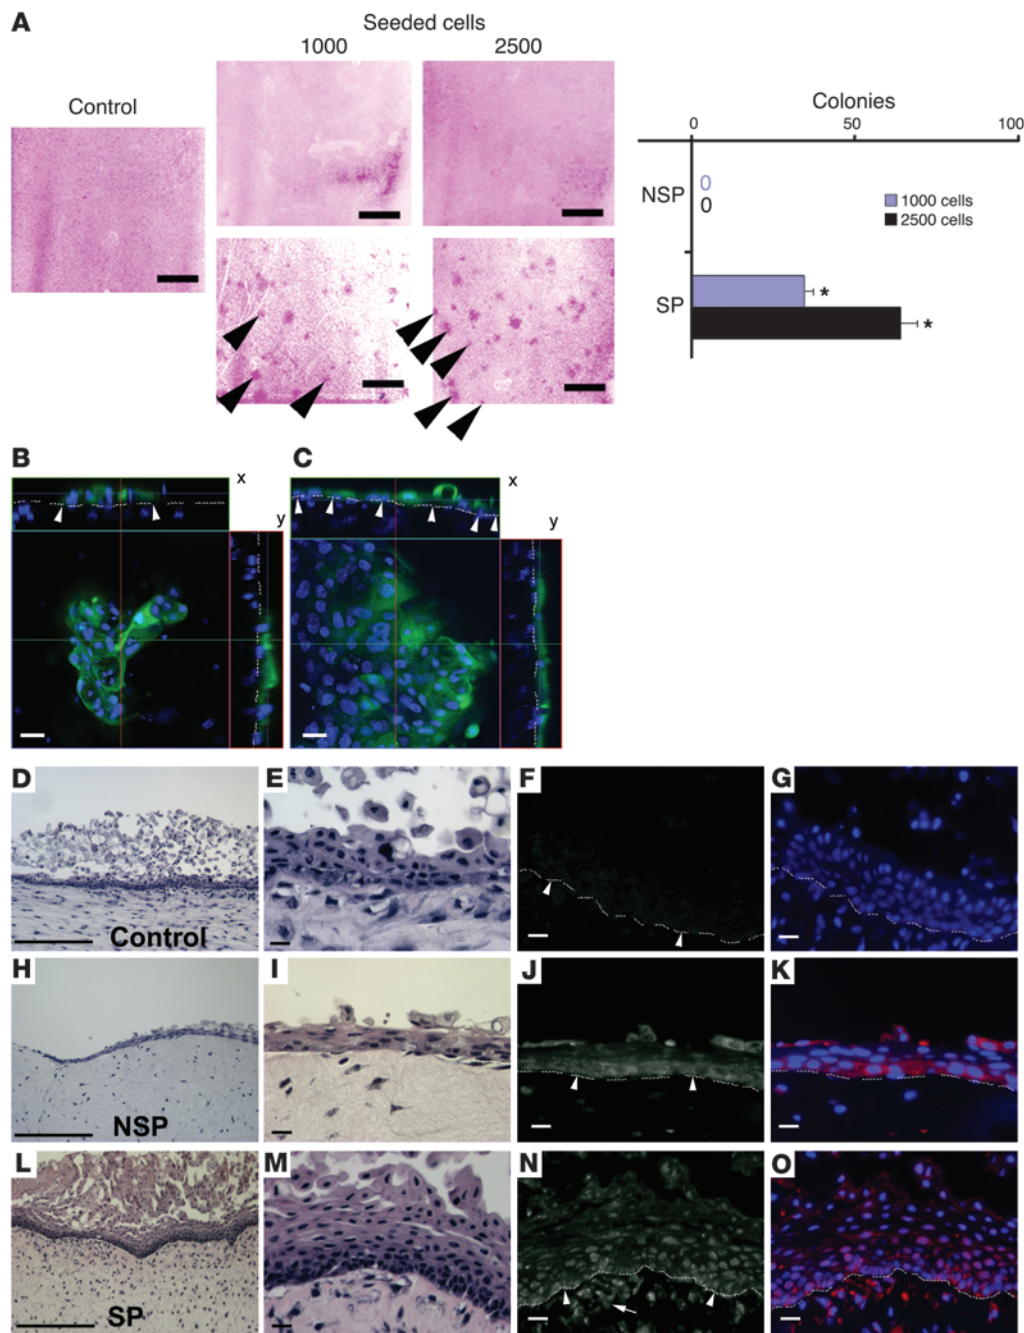 A
Seeded cells
1000 2500
Control
Colonies
0 50 100
NSP
0
0
1000 cells
2500 cells
SP
*
*
B
x
y
C
x
y
D
Control
E
F
G
H
NSP
I
J
K
L
SP
M
N
O